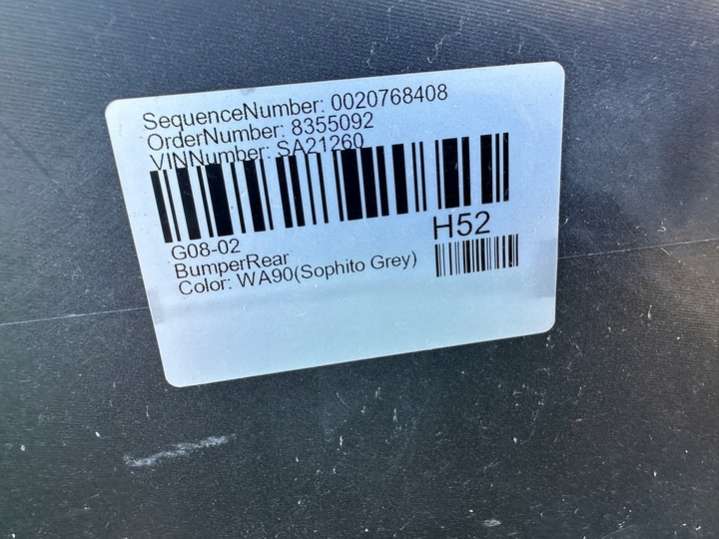 SequenceNumber: 0020768408
OrderNumber: 8355092
VINNumber: SA21260
G08-02
H52
BumperRear
Color: WA90(Sophito Grey)